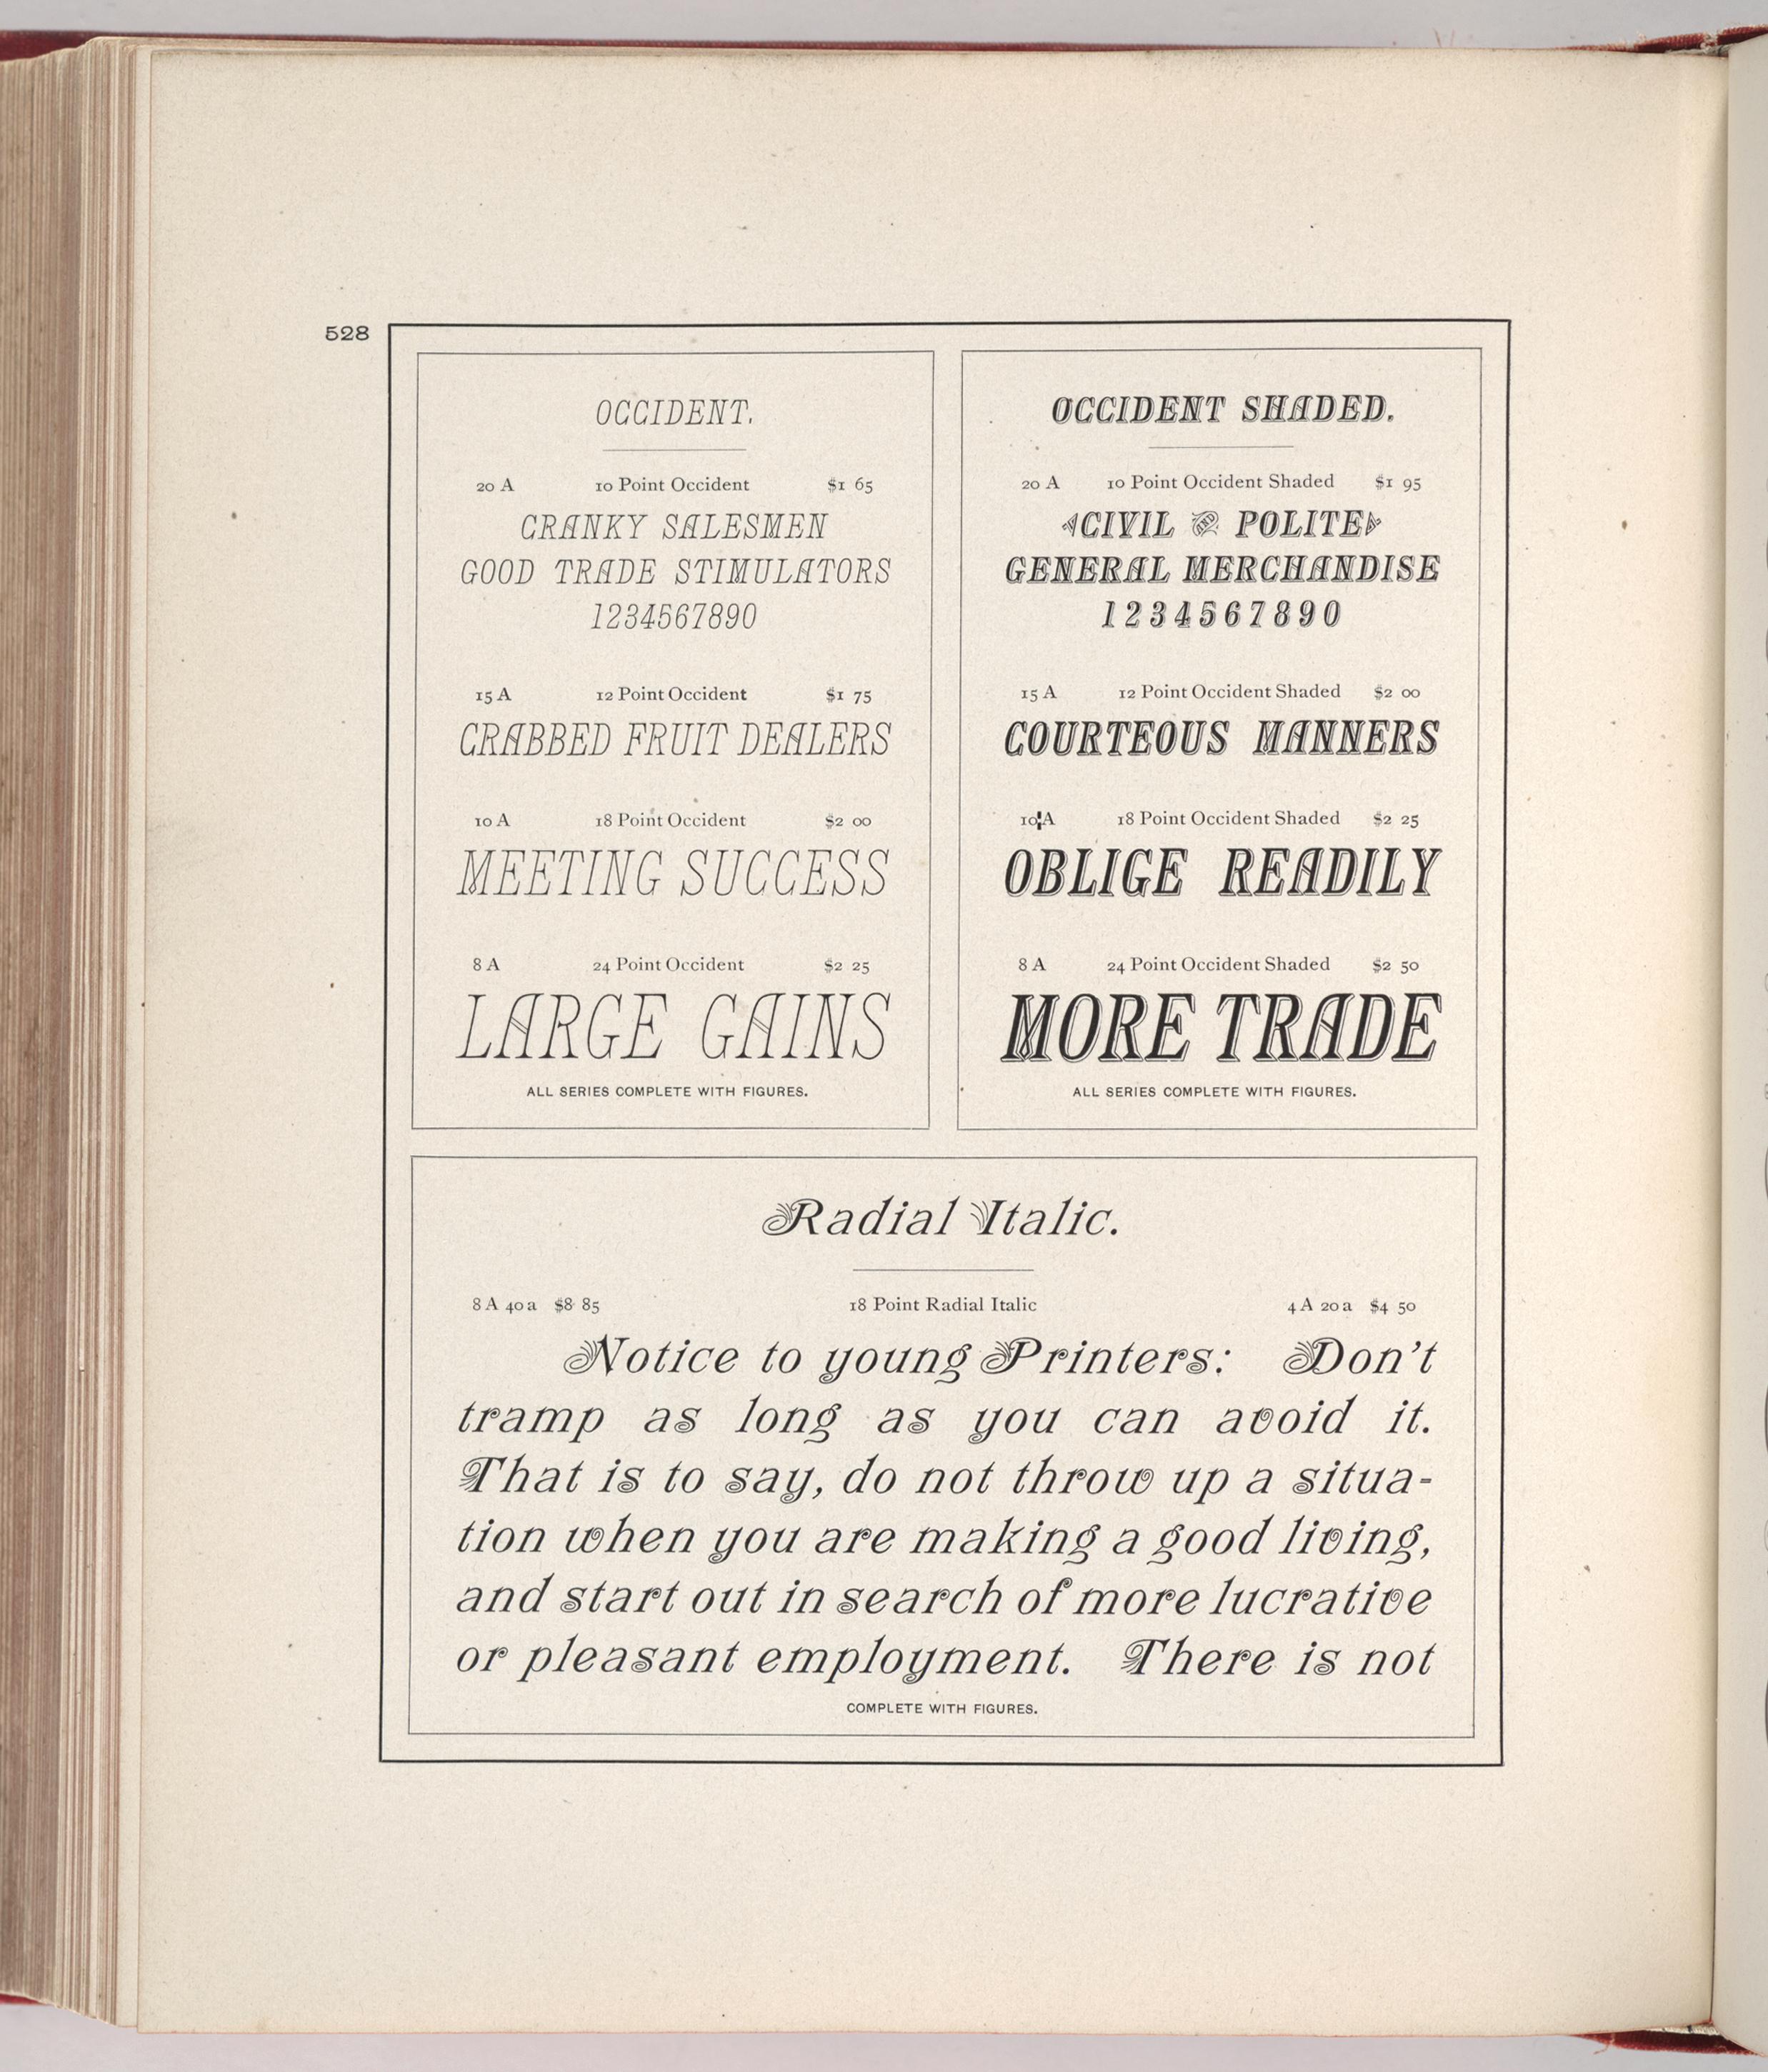 528
OCCIDENT.
20 A 10 Point Occident $1 65
CRANKY SALESMEN
GOOD TRADE STIMULATORS
1234567890
15 A 12 Point Occident $1 75
CRABBED FRUIT DEALERS
10 A 18 Point Occident $2 00
MEETING SUCCESS
8 A 24 Point Occident $2 25
LARGE GAINS
ALL SERIES COMPLETE WITH FIGURES.
OCCIDENT SHADED.
20 A 10 Point Occident Shaded $1 95
CIVIL AND POLITE
GENERAL MERCHANDISE
1234567890
15 A 12 Point Occident Shaded $2 00
COURTEOUS MANNERS
10 A 18 Point Occident Shaded $2 25
OBLIGE READILY
8 A 24 Point Occident Shaded $2 50
MORE TRADE
ALL SERIES COMPLETE WITH FIGURES.
Radial Italic.
8 A 40 a $8 85 18 Point Radial Italic 4 A 20 a $4 50
Notice to young Printers: Don't
tramp as long as you can avoid it.
That is to say, do not throw up a situa-
tion when you are making a good living,
and start out in search of more lucrative
or pleasant employment. There is not
COMPLETE WITH FIGURES.